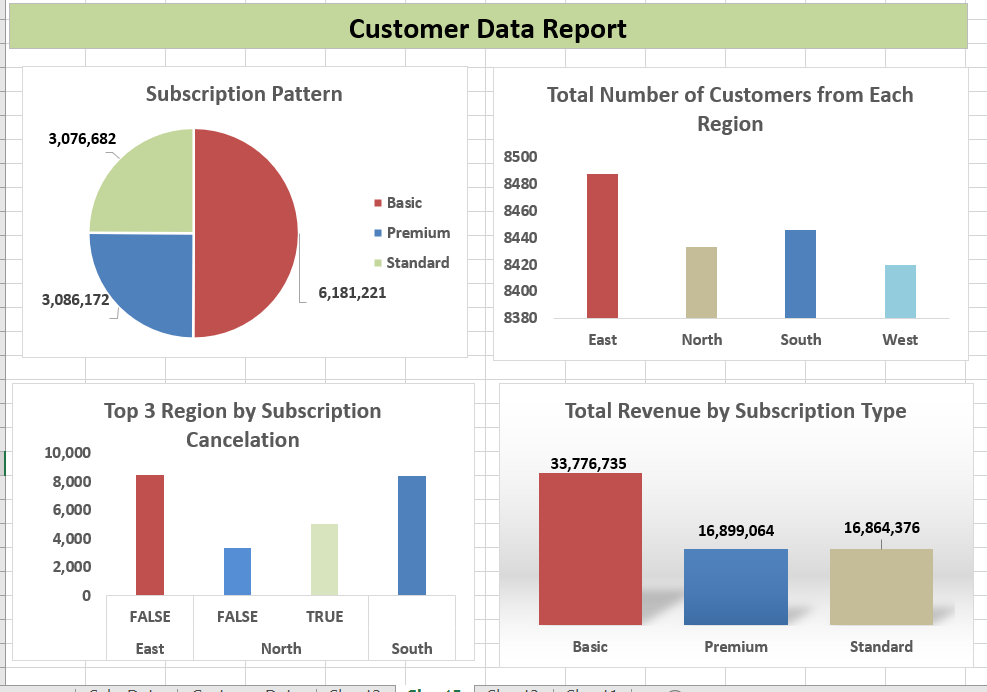 Customer Data Report
Subscription Pattern
3,076,682
3,086,172
6,181,221
Basic
Premium
Standard
Total Number of Customers from Each
Region
8500
8480
8460
8440
8420
8400
8380
East
North
South
West
Top 3 Region by Subscription
Cancelation
10,000
8,000
6,000
4,000
2,000
0
FALSE
FALSE
TRUE
East
North
South
Total Revenue by Subscription Type
33,776,735
16,899,064
16,864,376
Basic
Premium
Standard